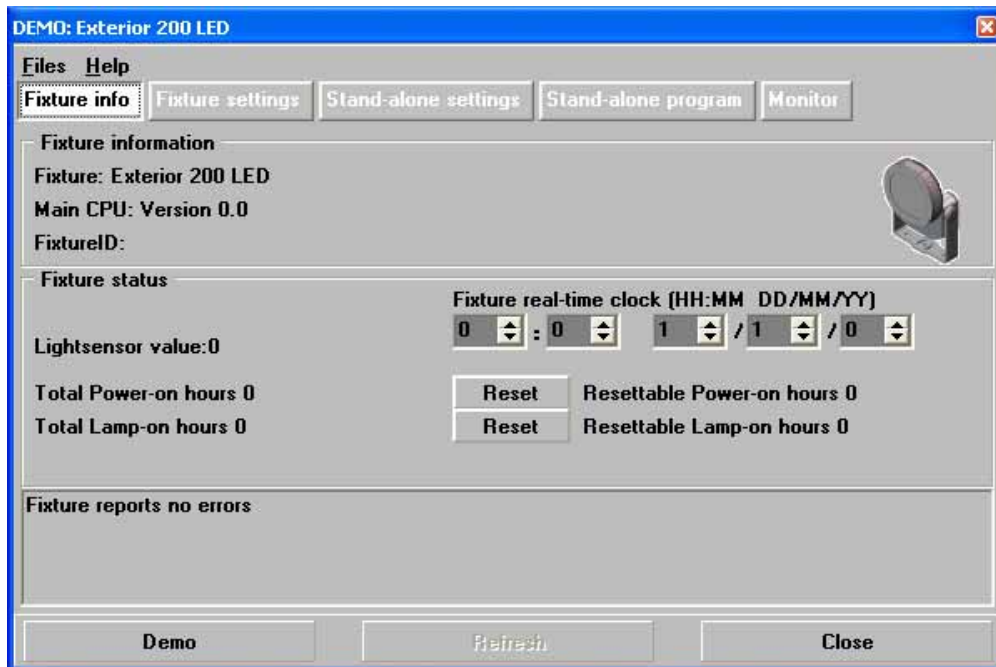 DEMO: Exterior 200 LED
Files Help
Fixture info Fixture settings Stand-alone settings Stand-alone program Monitor
Fixture information
Fixture: Exterior 200 LED
Main CPU: Version 0.0
FixtureID:
Fixture status
Fixture real-time clock (HH:MM DD/MM/YY)
0 : 0 1 / 1 / 0
Lightsensor value:0
Total Power-on hours 0 Reset Resettable Power-on hours 0
Total Lamp-on hours 0 Reset Resettable Lamp-on hours 0
Fixture reports no errors
Demo Refresh Close